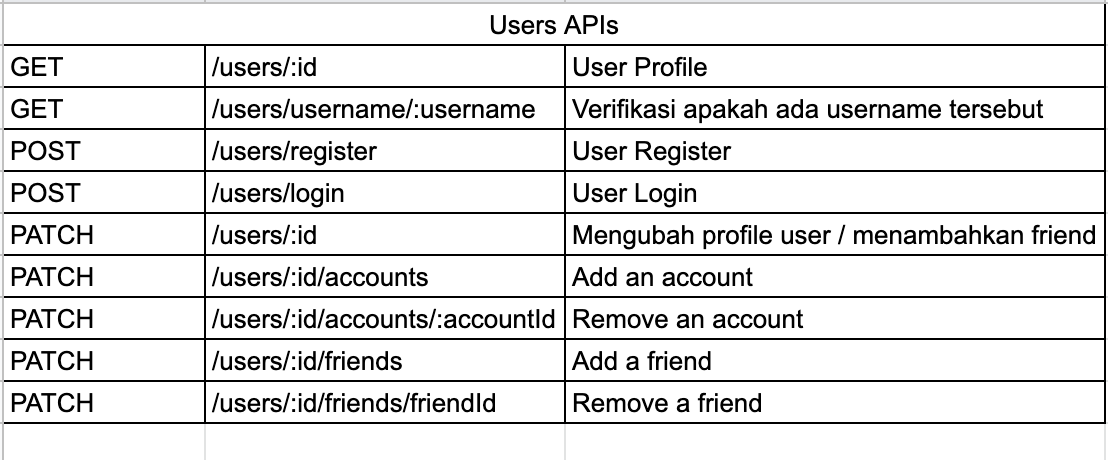 Users APIs
GET /users/:id User Profile
GET /users/username/:username Verifikasi apakah ada username tersebut
POST /users/register User Register
POST /users/login User Login
PATCH /users/:id Mengubah profile user / menambahkan friend
PATCH /users/:id/accounts Add an account
PATCH /users/:id/accounts/:accountId Remove an account
PATCH /users/:id/friends Add a friend
PATCH /users/:id/friends/friendId Remove a friend